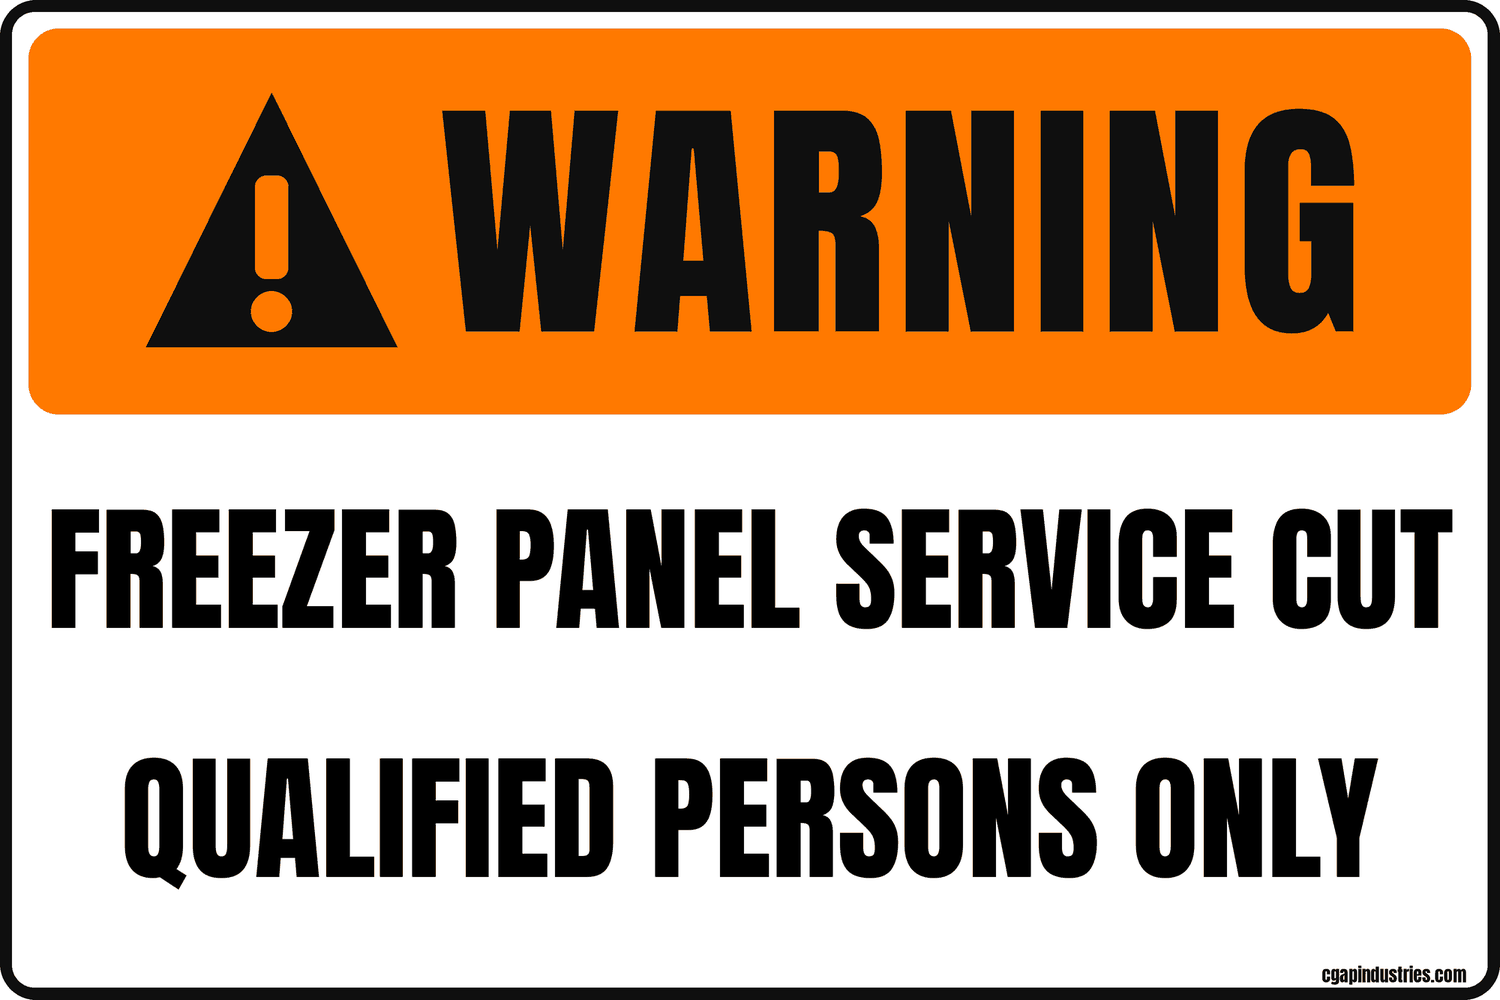 WARNING
FREEZER PANEL SERVICE CUT
QUALIFIED PERSONS ONLY
cgapindustries.com